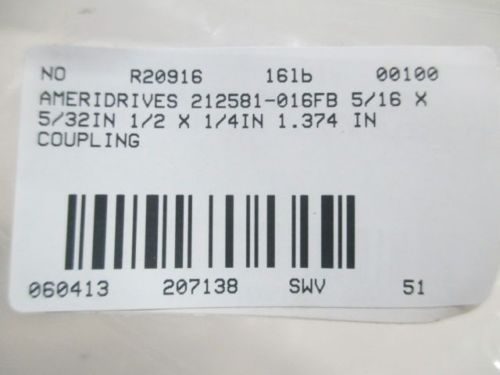 NO R20916 16lb 00100
AMERIDRIVES 212581-016FB 5/16 X
5/32IN 1/2 X 1/4IN 1.374 IN
COUPLING
060413 207138 SWV 51